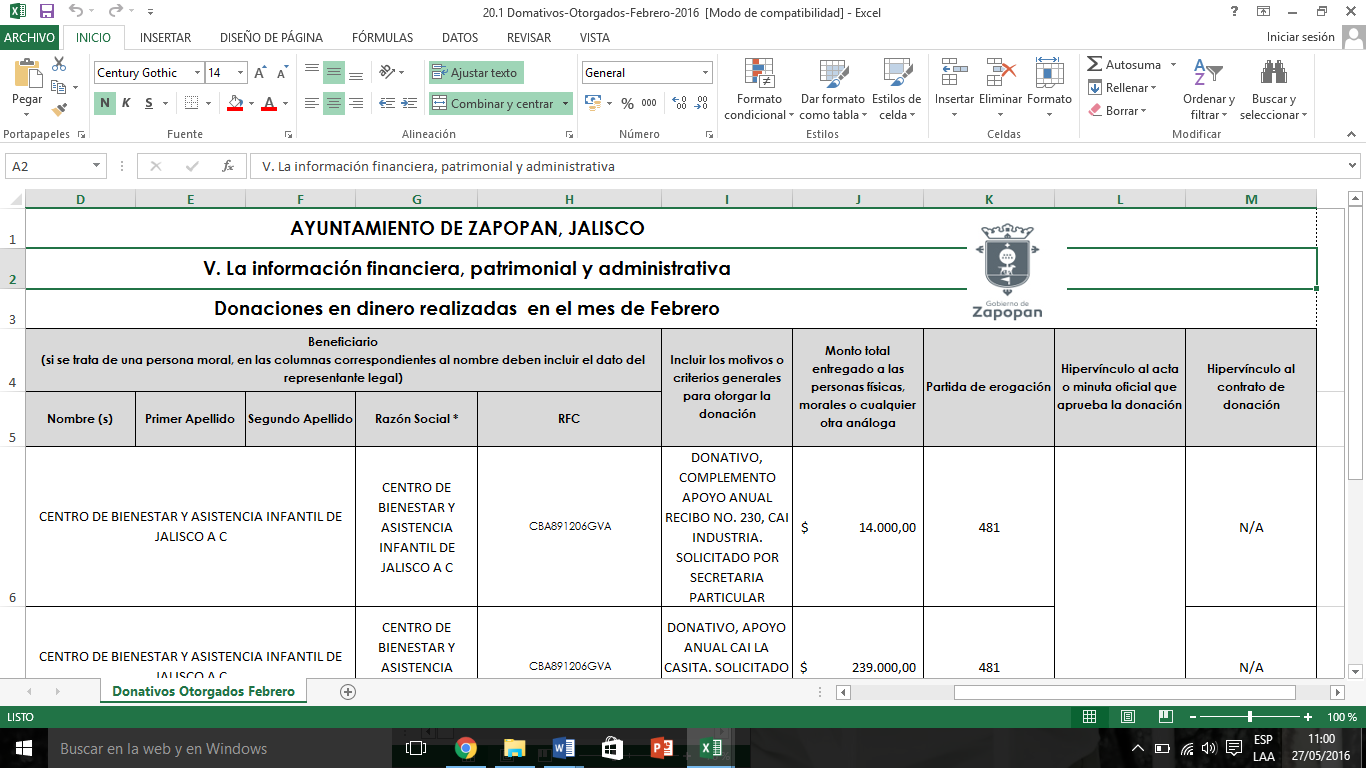 20.1 Domativos-Otorgados-Febrero-2016 [Modo de compatibilidad] - Excel
ARCHIVO INICIO INSERTAR DISEÑO DE PÁGINA FÓRMULAS DATOS REVISAR VISTA Iniciar sesión
Pegar
Portapapeles
Century Gothic 14
N K S
Fuente
Ajustar texto
Combinar y centrar
Alineación
General
% 000
Número
Formato condicional
Dar formato como tabla
Estilos de celda
Estilos
Insertar Eliminar Formato
Celdas
Autosuma
Rellenar
Borrar
Ordenar y filtrar
Buscar y seleccionar
Modificar
A2 fx V. La información financiera, patrimonial y administrativa
D E F G H I J K L M
1 AYUNTAMIENTO DE ZAPOPAN, JALISCO
2 V. La información financiera, patrimonial y administrativa
3 Donaciones en dinero realizadas en el mes de Febrero
Gobierno de
Zapopan
4
Beneficiario
(si se trata de una persona moral, en las columnas correspondientes al nombre deben incluir el dato del
representante legal)
Incluir los motivos o
criterios generales
para otorgar la
donación
Monto total
entregado a las
personas físicas,
morales o cualquier
otra análoga
Partida de erogación
Hipervínculo al acta
o minuta oficial que
aprueba la donación
Hipervínculo al
contrato de
donación
5
Nombre (s) Primer Apellido Segundo Apellido Razón Social * RFC
6
CENTRO DE BIENESTAR Y ASISTENCIA INFANTIL DE
JALISCO A C
CENTRO DE
BIENESTAR Y
ASISTENCIA
INFANTIL DE
JALISCO A C
CBA891206GVA
DONATIVO,
COMPLEMENTO
APOYO ANUAL
RECIBO NO. 230, CAI
INDUSTRIA.
SOLICITADO POR
SECRETARIA
PARTICULAR
$ 14.000,00
481
N/A
CENTRO DE BIENESTAR Y ASISTENCIA INFANTIL DE
JALISCO A C
CENTRO DE
BIENESTAR Y
ASISTENCIA
CBA891206GVA
DONATIVO, APOYO
ANUAL CAI LA
CASITA. SOLICITADO
$ 239.000,00
481
N/A
Donativos Otorgados Febrero
LISTO 100 %
Buscar en la web y en Windows
ESP
LAA
11:00
27/05/2016